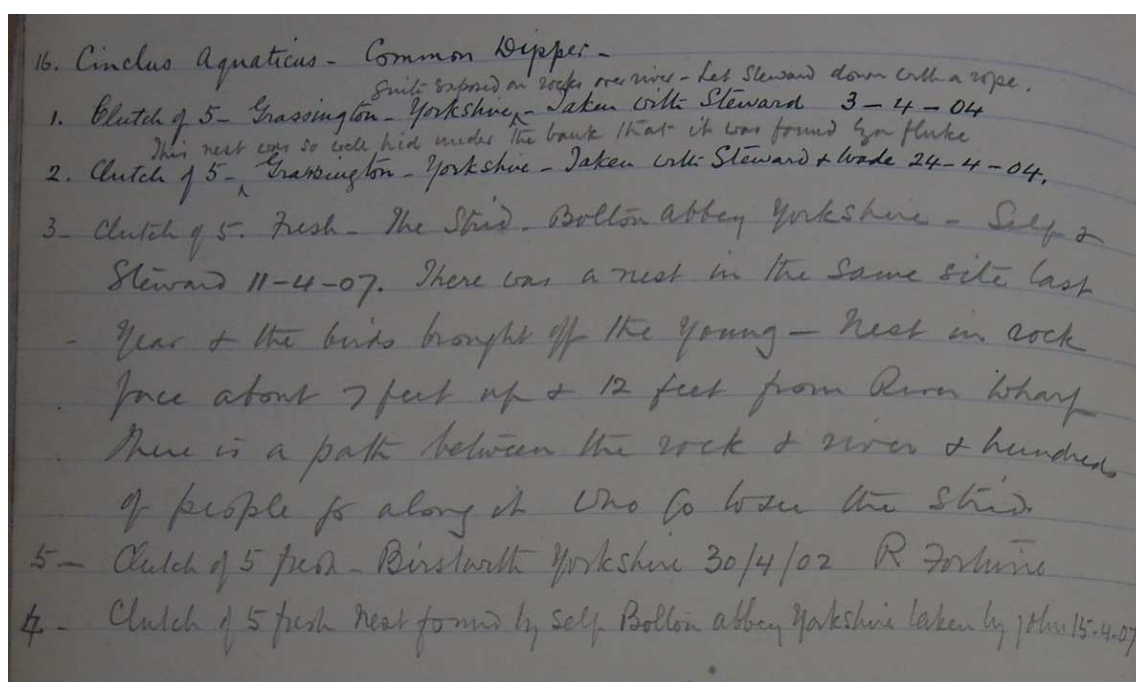 16. Cinclus Aquaticus - Common Dipper -
Quite exposed on rocks over river - Let Steward down with a rope.
1. Clutch of 5 - Grassington - Yorkshire - Taken with Steward 3-4-04
This nest was so well hid under the bank that it was found by a fluke
2. Clutch of 5 - Grassington - Yorkshire - Taken with Steward & Wade 24-4-04.
3 - Clutch of 5. Fresh - The Strid. Bolton Abbey Yorkshire - Self &
Steward 11-4-07. There was a nest in the same site last
- Year & the birds brought off the young - Nest in rock
face about 7 feet up & 12 feet from River Wharf
There is a path between the rock & river & hundreds
of people go along it who go to see the Strid.
5 - Clutch of 5 fresh - Birstwith Yorkshire 30/4/02 R Fortune
4 - Clutch of 5 fresh Nest found by self Bolton abbey Yorkshire taken by John 15-4-07